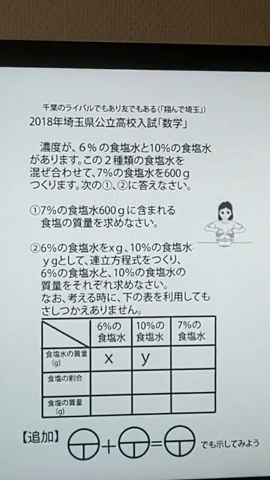 千葉のライバルでもあり友でもある(「翔んで埼玉」)
2018年埼玉県公立高校入試「数学」
濃度が、6%の食塩水と10%の食塩水
があります。この2種類の食塩水を
混ぜ合わせて、7%の食塩水を600g
つくります。次の①、②に答えなさい。
①7%の食塩水600gに含まれる
食塩の質量を求めなさい。
②6%の食塩水をxg、10%の食塩水
ygとして、連立方程式をつくり、
6%の食塩水と、10%の食塩水の
質量をそれぞれ求めなさい。
なお、考える時に、下の表を利用しても
さしつかえありません。
6%の食塩水 10%の食塩水 7%の食塩水
食塩水の質量(g) x y
食塩の割合
食塩の質量(g)
【追加】 + = でも示してみよう